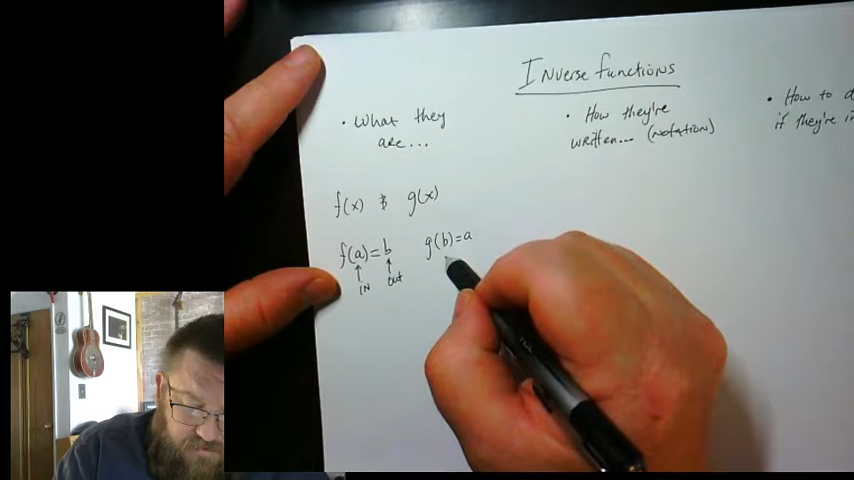 Inverse functions
• What they
are...
• How they're
written... (notation)
• How to
if they're
f(x) & g(x)
f(a)=b g(b)=a
↑ ↑
IN OUT